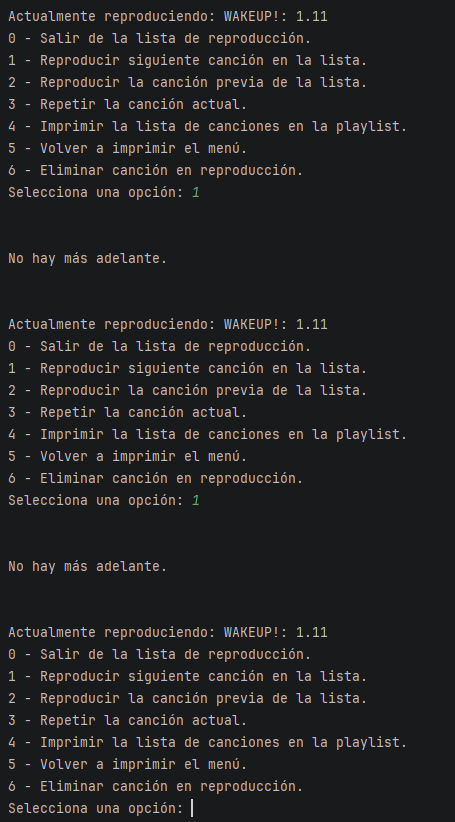 Actualmente reproduciendo: WAKEUP!: 1.11
0 - Salir de la lista de reproducción.
1 - Reproducir siguiente canción en la lista.
2 - Reproducir la canción previa de la lista.
3 - Repetir la canción actual.
4 - Imprimir la lista de canciones en la playlist.
5 - Volver a imprimir el menú.
6 - Eliminar canción en reproducción.
Selecciona una opción: 1
No hay más adelante.
Actualmente reproduciendo: WAKEUP!: 1.11
0 - Salir de la lista de reproducción.
1 - Reproducir siguiente canción en la lista.
2 - Reproducir la canción previa de la lista.
3 - Repetir la canción actual.
4 - Imprimir la lista de canciones en la playlist.
5 - Volver a imprimir el menú.
6 - Eliminar canción en reproducción.
Selecciona una opción: 1
No hay más adelante.
Actualmente reproduciendo: WAKEUP!: 1.11
0 - Salir de la lista de reproducción.
1 - Reproducir siguiente canción en la lista.
2 - Reproducir la canción previa de la lista.
3 - Repetir la canción actual.
4 - Imprimir la lista de canciones en la playlist.
5 - Volver a imprimir el menú.
6 - Eliminar canción en reproducción.
Selecciona una opción: